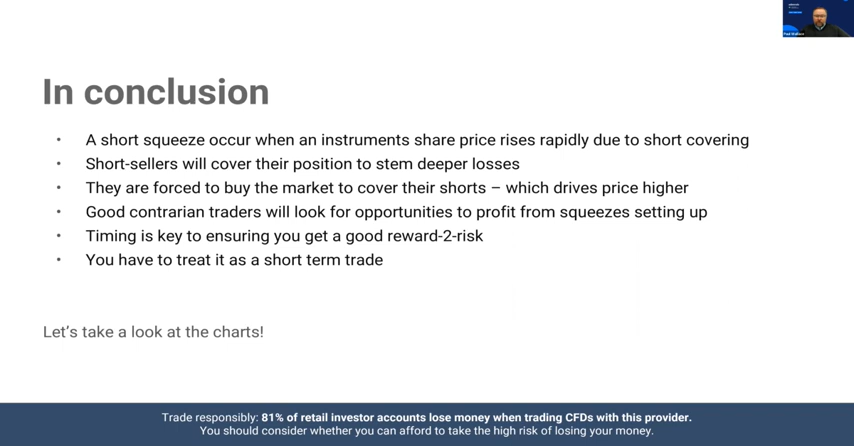 In conclusion
• A short squeeze occur when an instruments share price rises rapidly due to short covering
• Short-sellers will cover their position to stem deeper losses
• They are forced to buy the market to cover their shorts – which drives price higher
• Good contrarian traders will look for opportunities to profit from squeezes setting up
• Timing is key to ensuring you get a good reward-2-risk
• You have to treat it as a short term trade
Let's take a look at the charts!
Trade responsibly: 81% of retail investor accounts lose money when trading CFDs with this provider.
You should consider whether you can afford to take the high risk of losing your money.